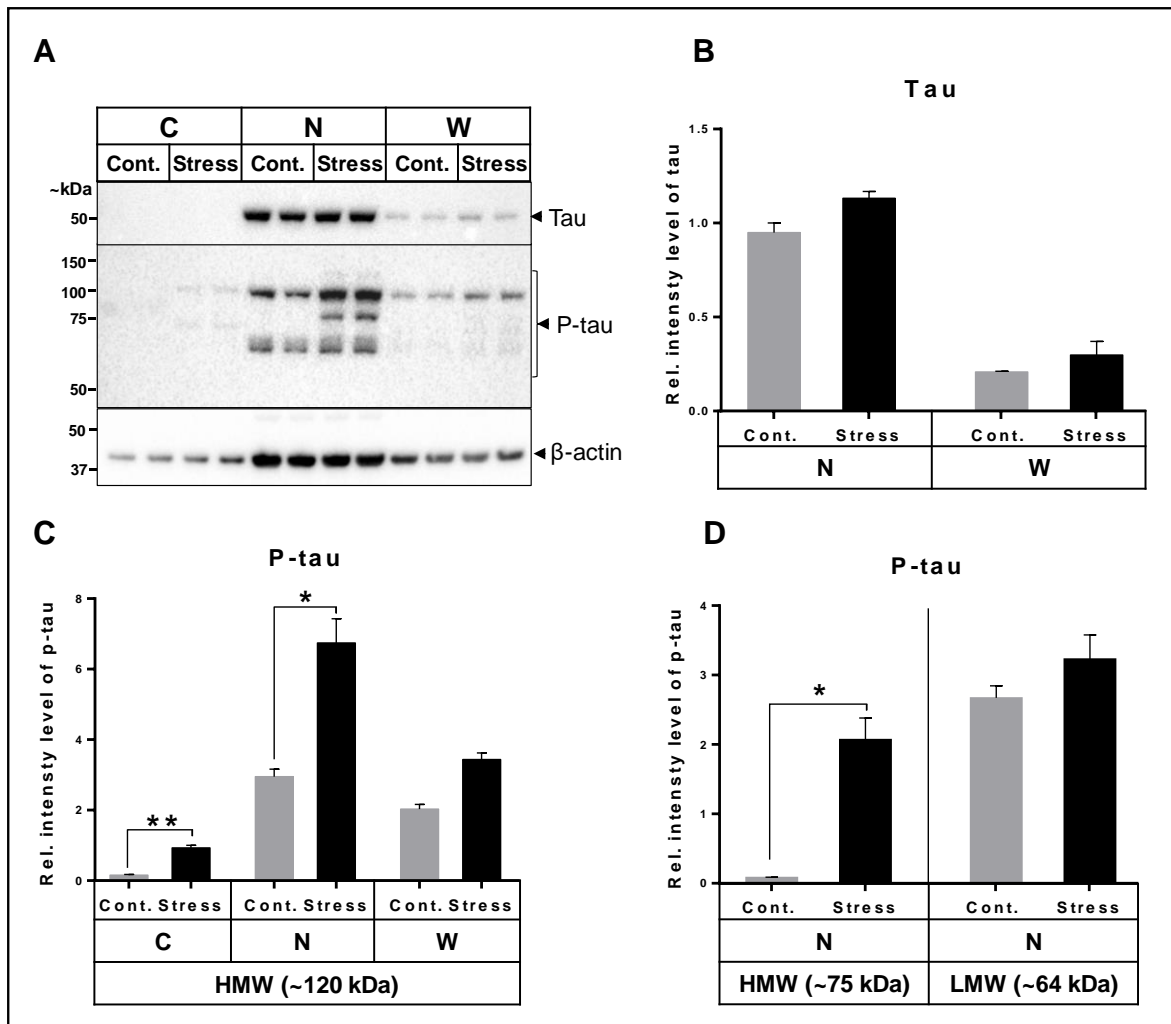 A
C N W
Cont. Stress Cont. Stress Cont. Stress
~kDa
50
Tau
150
100
75
50
P-tau
50
37
β-actin
B
Tau
Rel. intensty level of tau
1.5
1.0
0.5
0.0
Cont. Stress Cont. Stress
N W
C
P-tau
Rel. intensty level of p-tau
8
6
4
2
0
**
*
Cont. Stress Cont. Stress Cont. Stress
C N W
HMW (~120 kDa)
D
P-tau
Rel. intensty level of p-tau
4
3
2
1
0
*
Cont. Stress Cont. Stress
N N
HMW (~75 kDa) LMW (~64 kDa)